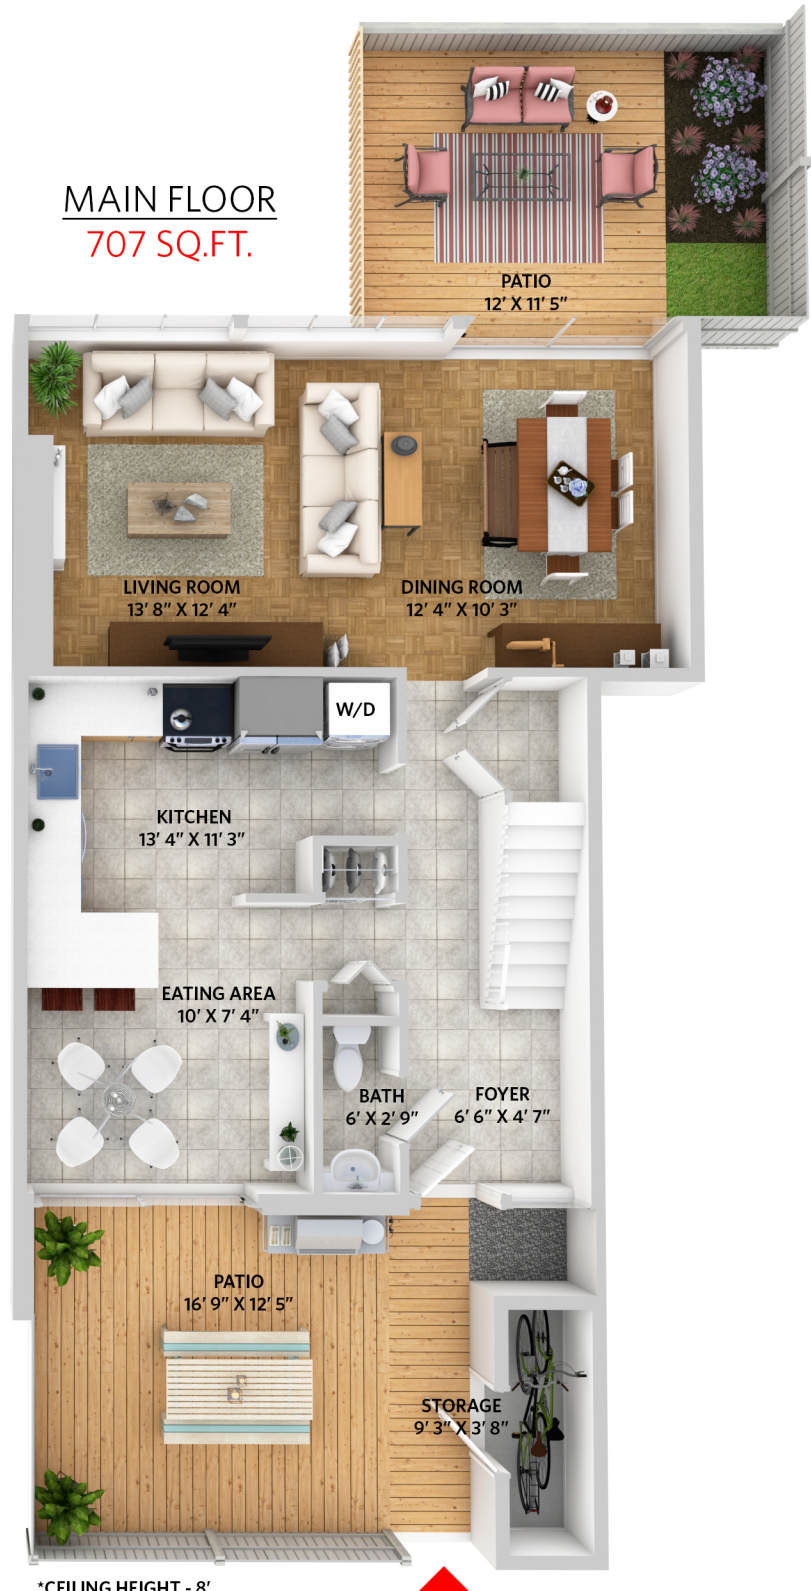 MAIN FLOOR
707 SQ.FT.
PATIO
12' X 11' 5"
LIVING ROOM
13' 8" X 12' 4"
DINING ROOM
12' 4" X 10' 3"
W/D
KITCHEN
13' 4" X 11' 3"
EATING AREA
10' X 7' 4"
BATH
6' X 2' 9"
FOYER
6' 6" X 4' 7"
PATIO
16' 9" X 12' 5"
STORAGE
9' 3" X 3' 8"
*CEILING HEIGHT - 8'